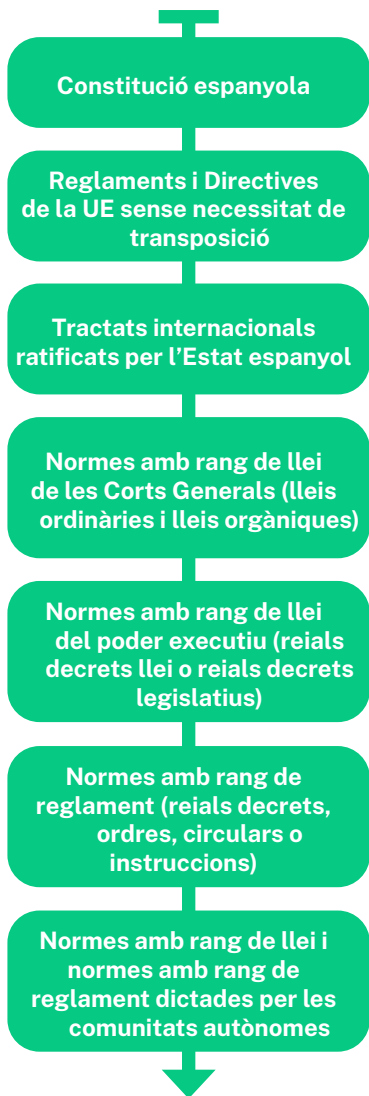 Constitució espanyola
Reglaments i Directives
de la UE sense necessitat de
transposició
Tractats internacionals
ratificats per l’Estat espanyol
Normes amb rang de llei
de les Corts Generals (lleis
ordinàries i lleis orgàniques)
Normes amb rang de llei
del poder executiu (reials
decrets llei o reials decrets
legislatius)
Normes amb rang de
reglament (reials decrets,
ordres, circulars o
instruccions)
Normes amb rang de llei i
normes amb rang de
reglament dictades per les
comunitats autònomes